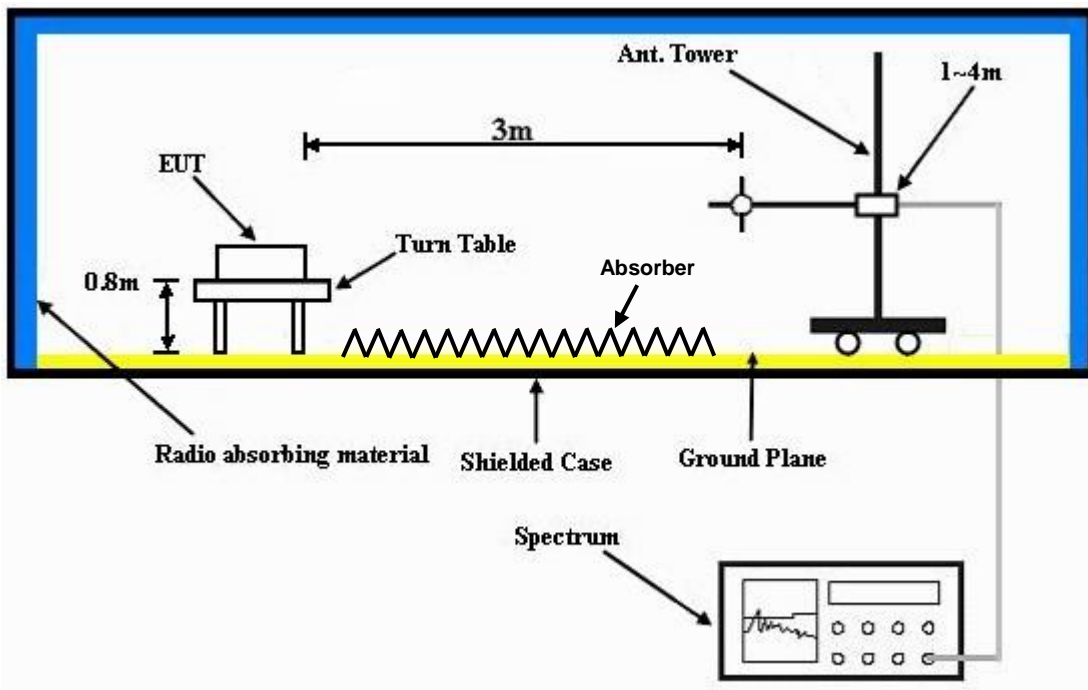 Ant. Tower
1~4m
3m
EUT
Turn Table
0.8m
Absorber
Radio absorbing material
Shielded Case
Ground Plane
Spectrum